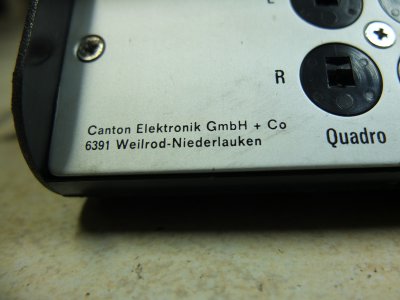 R
Canton Elektronik GmbH + Co
6391 Weilrod-Niederlauken
Quadro